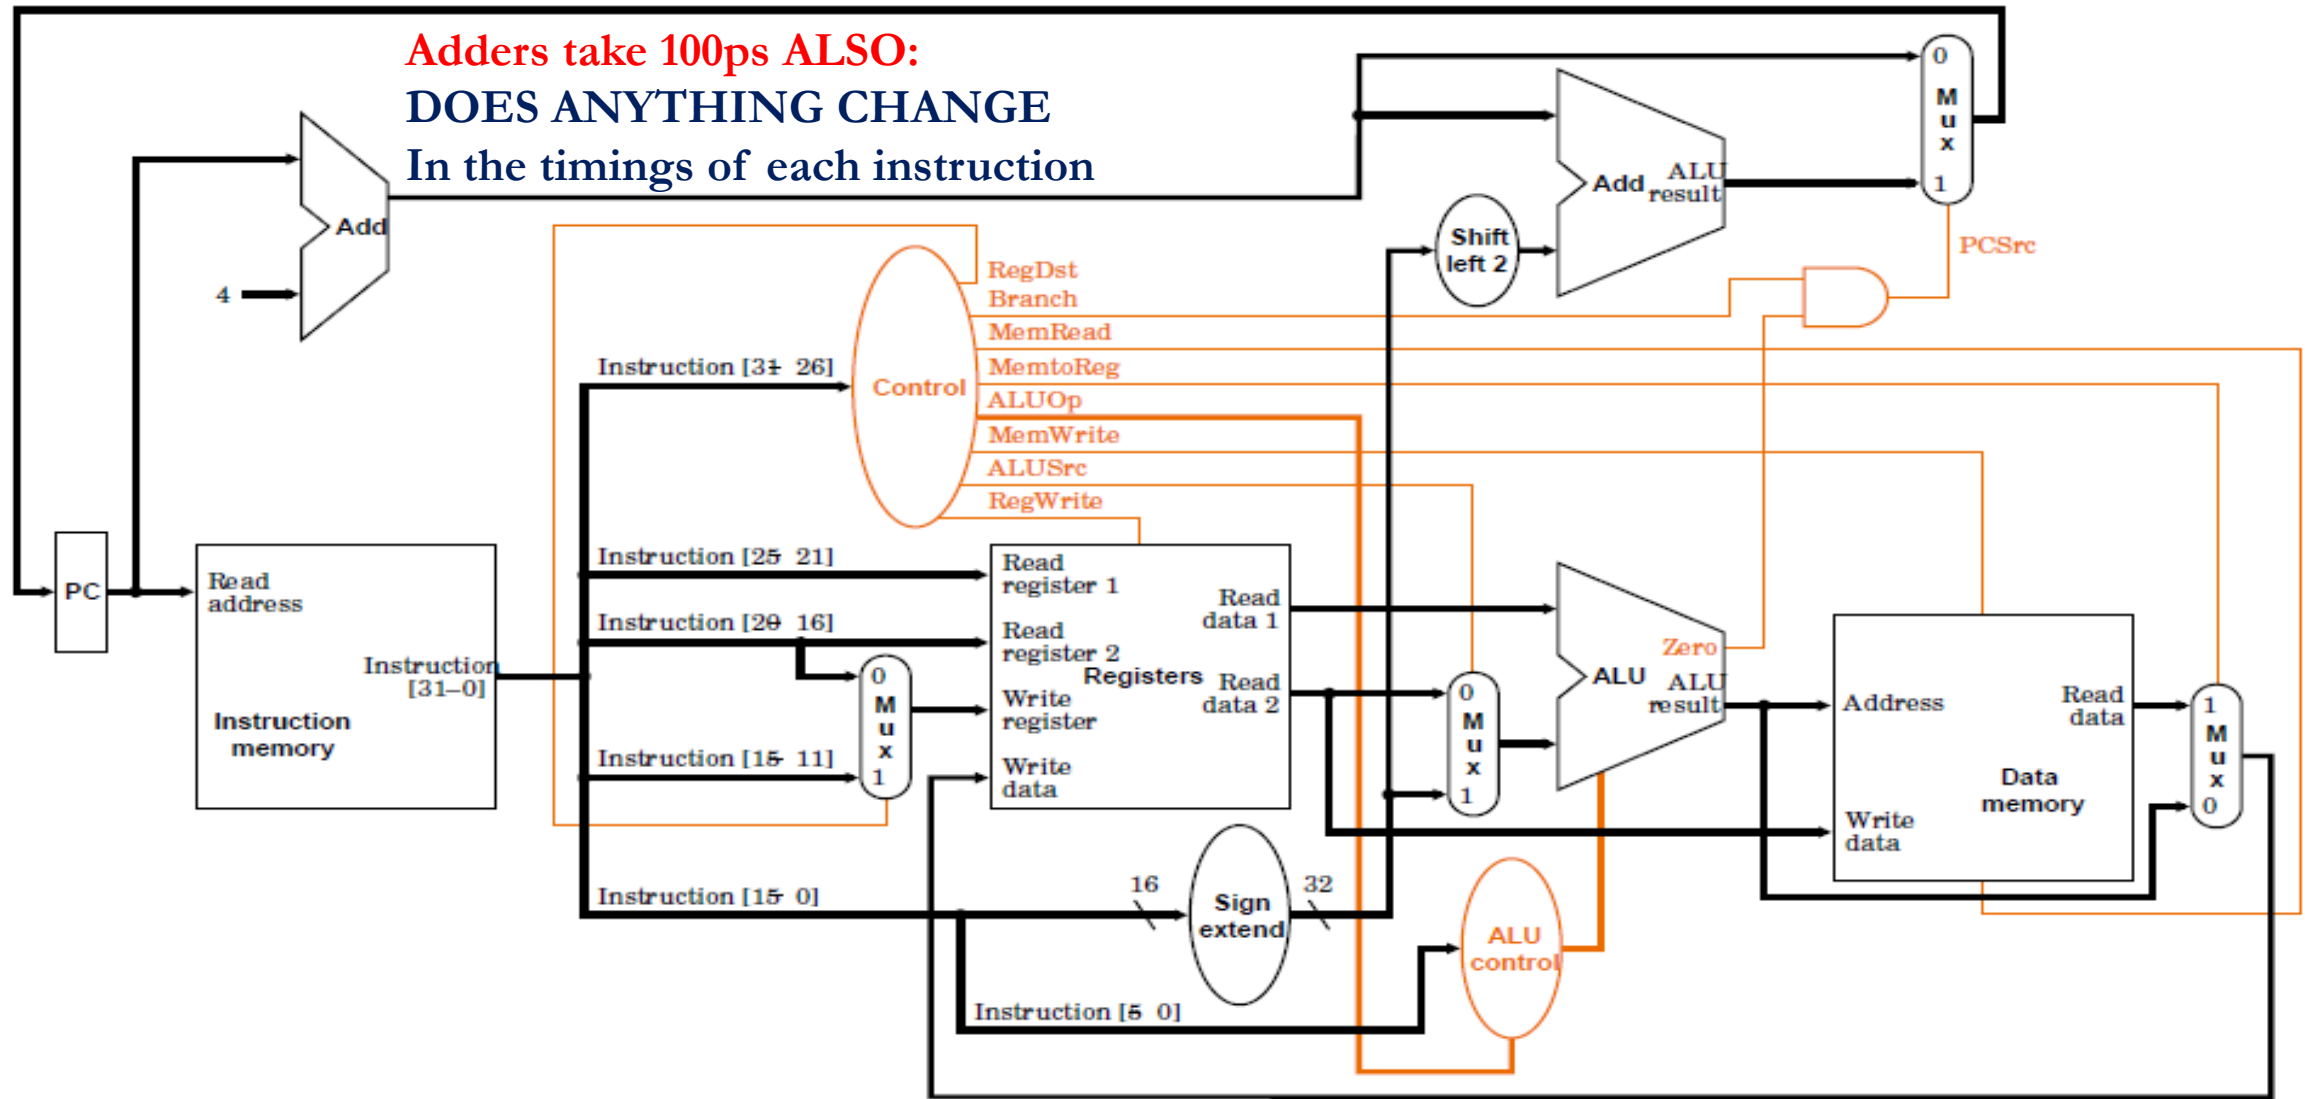 Adders take 100ps ALSO:
DOES ANYTHING CHANGE
In the timings of each instruction
0
M
u
x
1
Add
ALU
result
Add
4
Shift
left 2
PCSrc
RegDst
Branch
MemRead
MemtoReg
ALUOp
MemWrite
ALUSrc
RegWrite
Control
Instruction [31 26]
Instruction [25 21]
Instruction [20 16]
Instruction [15 11]
Instruction [15 0]
Instruction [5 0]
PC
Read
address
Instruction
[31–0]
Instruction
memory
0
M
u
x
1
Read
register 1
Read
register 2
Write
register
Write
data
Registers
Read
data 1
Read
data 2
0
M
u
x
1
Zero
ALU
ALU
result
Address
Read
data
Data
memory
Write
data
1
M
u
x
0
16
Sign
extend
32
ALU
control